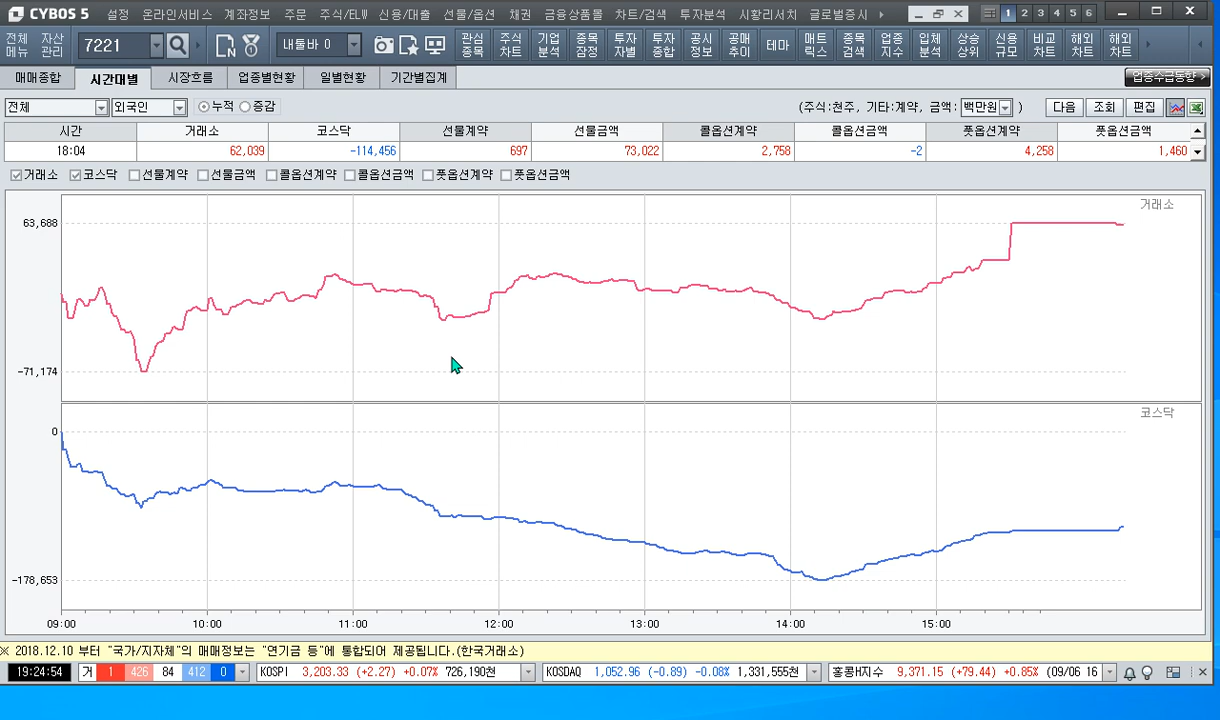 CYBOS 5 설정 온라인서비스 계좌정보 주문 주식/ELW 신용/대출 선물/옵션 채권 금융상품몰 차트/검색 투자분석 시황리서치 글로벌증시 1 2 3 4 5 6
전체메뉴 자산관리 7221 내툴바 0 관심종목 주식차트 기업분석 종목잠정 투자자별 투자종합 공시정보 공매추이 테마 매트릭스 종목검색 업종지수 업체분석 상승상위 신용규모 비교차트 해외차트 해외차트
매매종합 시간대별 시장흐름 업종별현황 일별현황 기간별집계 업종수급동향
전체 외국인 누적 증감 (주식:천주, 기타:계약, 금액: 백만원 ) 다음 조회 편집
시간 거래소 코스닥 선물계약 선물금액 콜옵션계약 콜옵션금액 풋옵션계약 풋옵션금액
18:04 62,039 -114,456 697 73,022 2,758 -2 4,258 1,460
거래소 코스닥 선물계약 선물금액 콜옵션계약 콜옵션금액 풋옵션계약 풋옵션금액
거래소
63,688
-71,174
코스닥
0
-178,653
09:00 10:00 11:00 12:00 13:00 14:00 15:00
※ 2018.12.10 부터 "국가/지자체"의 매매정보는 "연기금 등"에 통합되어 제공됩니다.(한국거래소)
19:24:54 거 1 426 84 412 0 KOSPI 3,203.33 (+2.27) +0.07% 726,190천 KOSDAQ 1,052.96 (-0.89) -0.08% 1,331,555천 홍콩H지수 9,371.15 (+79.44) +0.85% (09/06 16